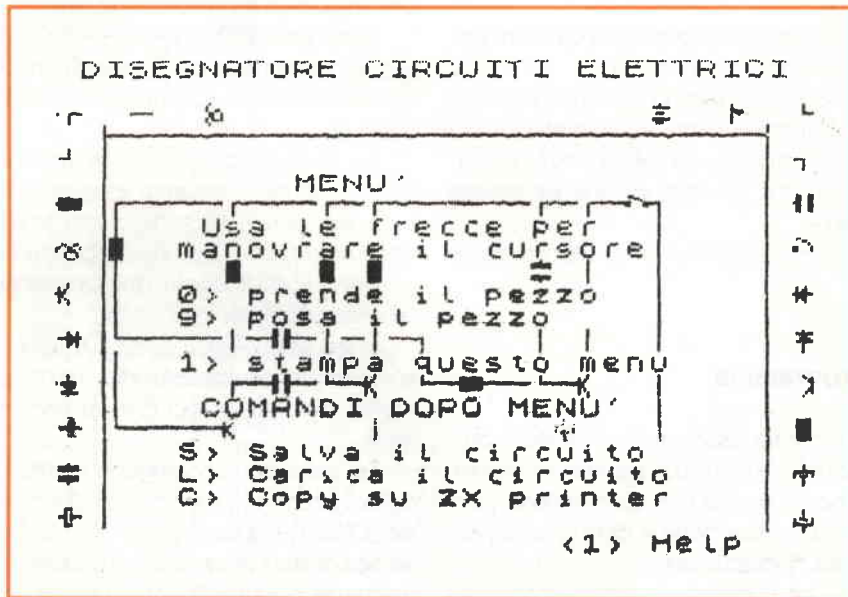 DISEGNATORE CIRCUITI ELETTRICI
MENU'
Usa le frecce per
manovrare il cursore
0> prende il pezzo
9> posa il pezzo
1> stampa questo menu
COMANDI DOPO MENU'
S> Salva il circuito
L> Carica il circuito
C> Copy su ZX printer
<1> Help